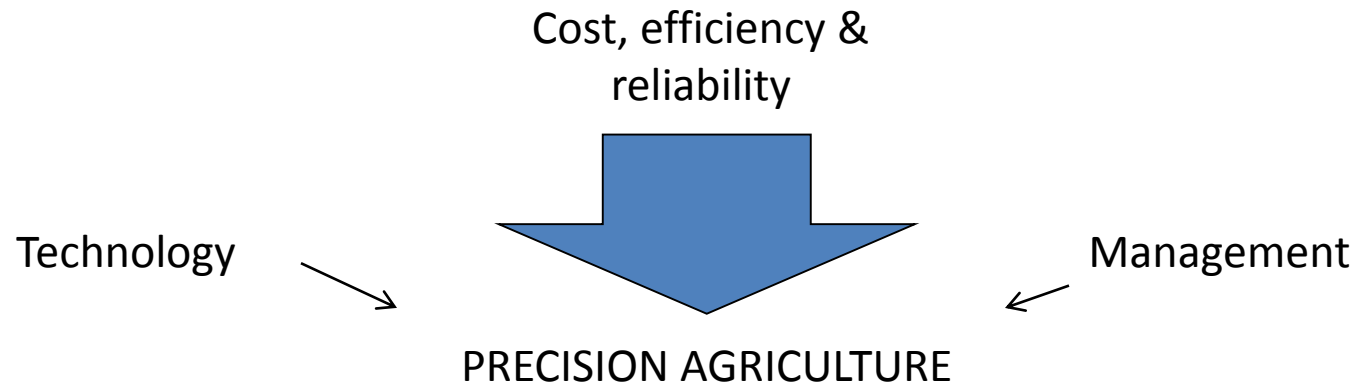 Cost, efficiency &
reliability
Technology
Management
PRECISION AGRICULTURE